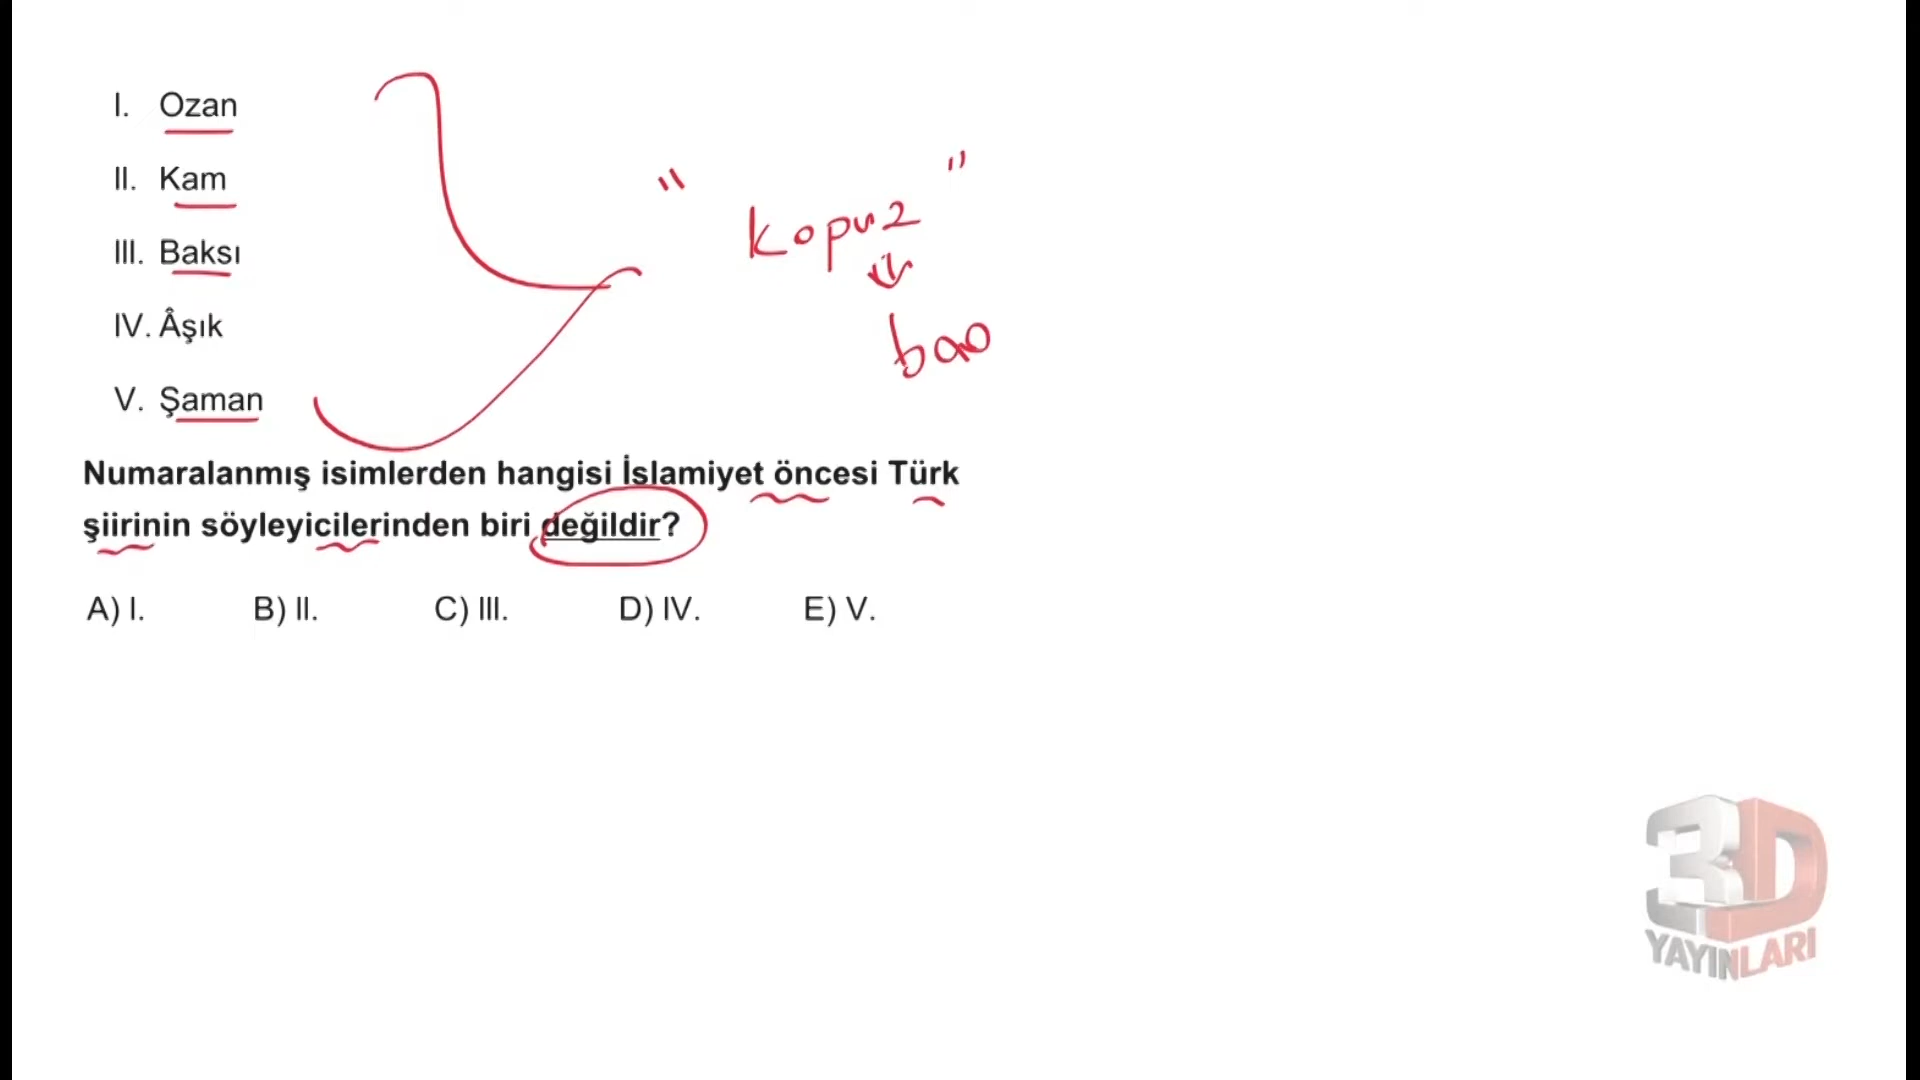 I. Ozan
II. Kam
III. Baksı
IV. Âşık
V. Şaman
" kopuz "
Numaralanmış isimlerden hangisi İslamiyet öncesi Türk
şiirinin söyleyicilerinden biri değildir?
A) I. B) II. C) III. D) IV. E) V.
3D
YAYINLARI